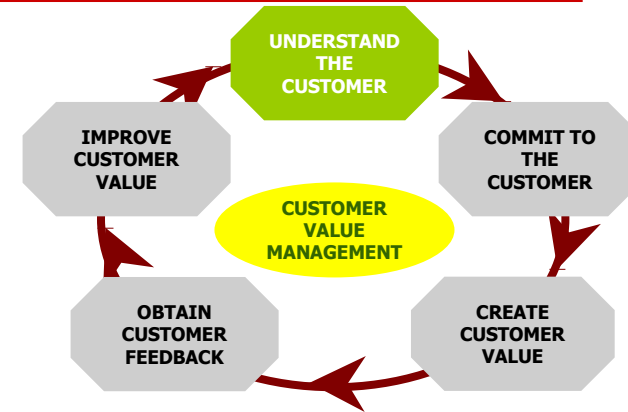 UNDERSTAND
THE
CUSTOMER
IMPROVE
CUSTOMER
VALUE
COMMIT TO
THE
CUSTOMER
CUSTOMER
VALUE
MANAGEMENT
OBTAIN
CUSTOMER
FEEDBACK
CREATE
CUSTOMER
VALUE